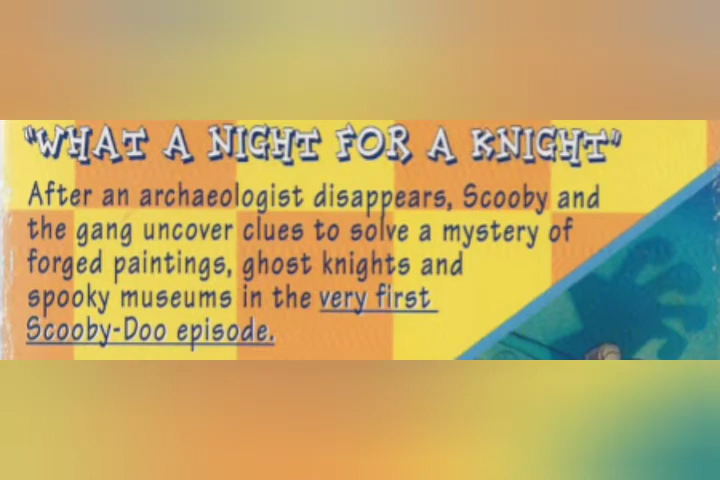 "WHAT A NIGHT FOR A KNIGHT"
After an archaeologist disappears, Scooby and
the gang uncover clues to solve a mystery of
forged paintings, ghost knights and
spooky museums in the very first
Scooby-Doo episode.